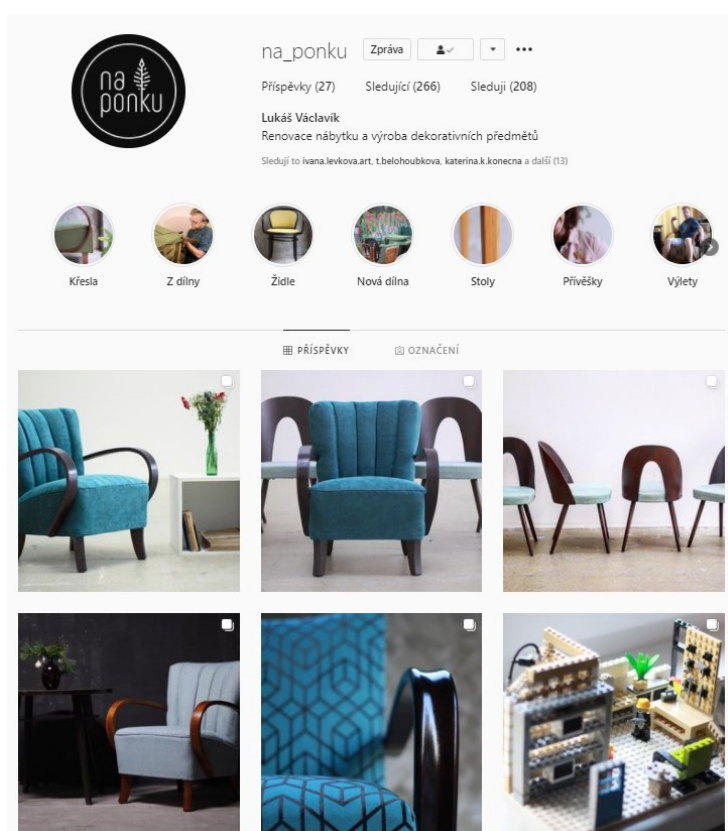 na
ponku
na_ponku Zpráva
Příspěvky (27) Sledující (266) Sleduji (208)
Lukáš Václavík
Renovace nábytku a výroba dekorativních předmětů
Sledují to ivana.levkova.art, t.belohoubkova, katerina.k.konecna a další (13)
Křesla Z dílny Židle Nová dílna Stoly Přívěšky Výlety
PŘÍSPĚVKY OZNAČENÍ